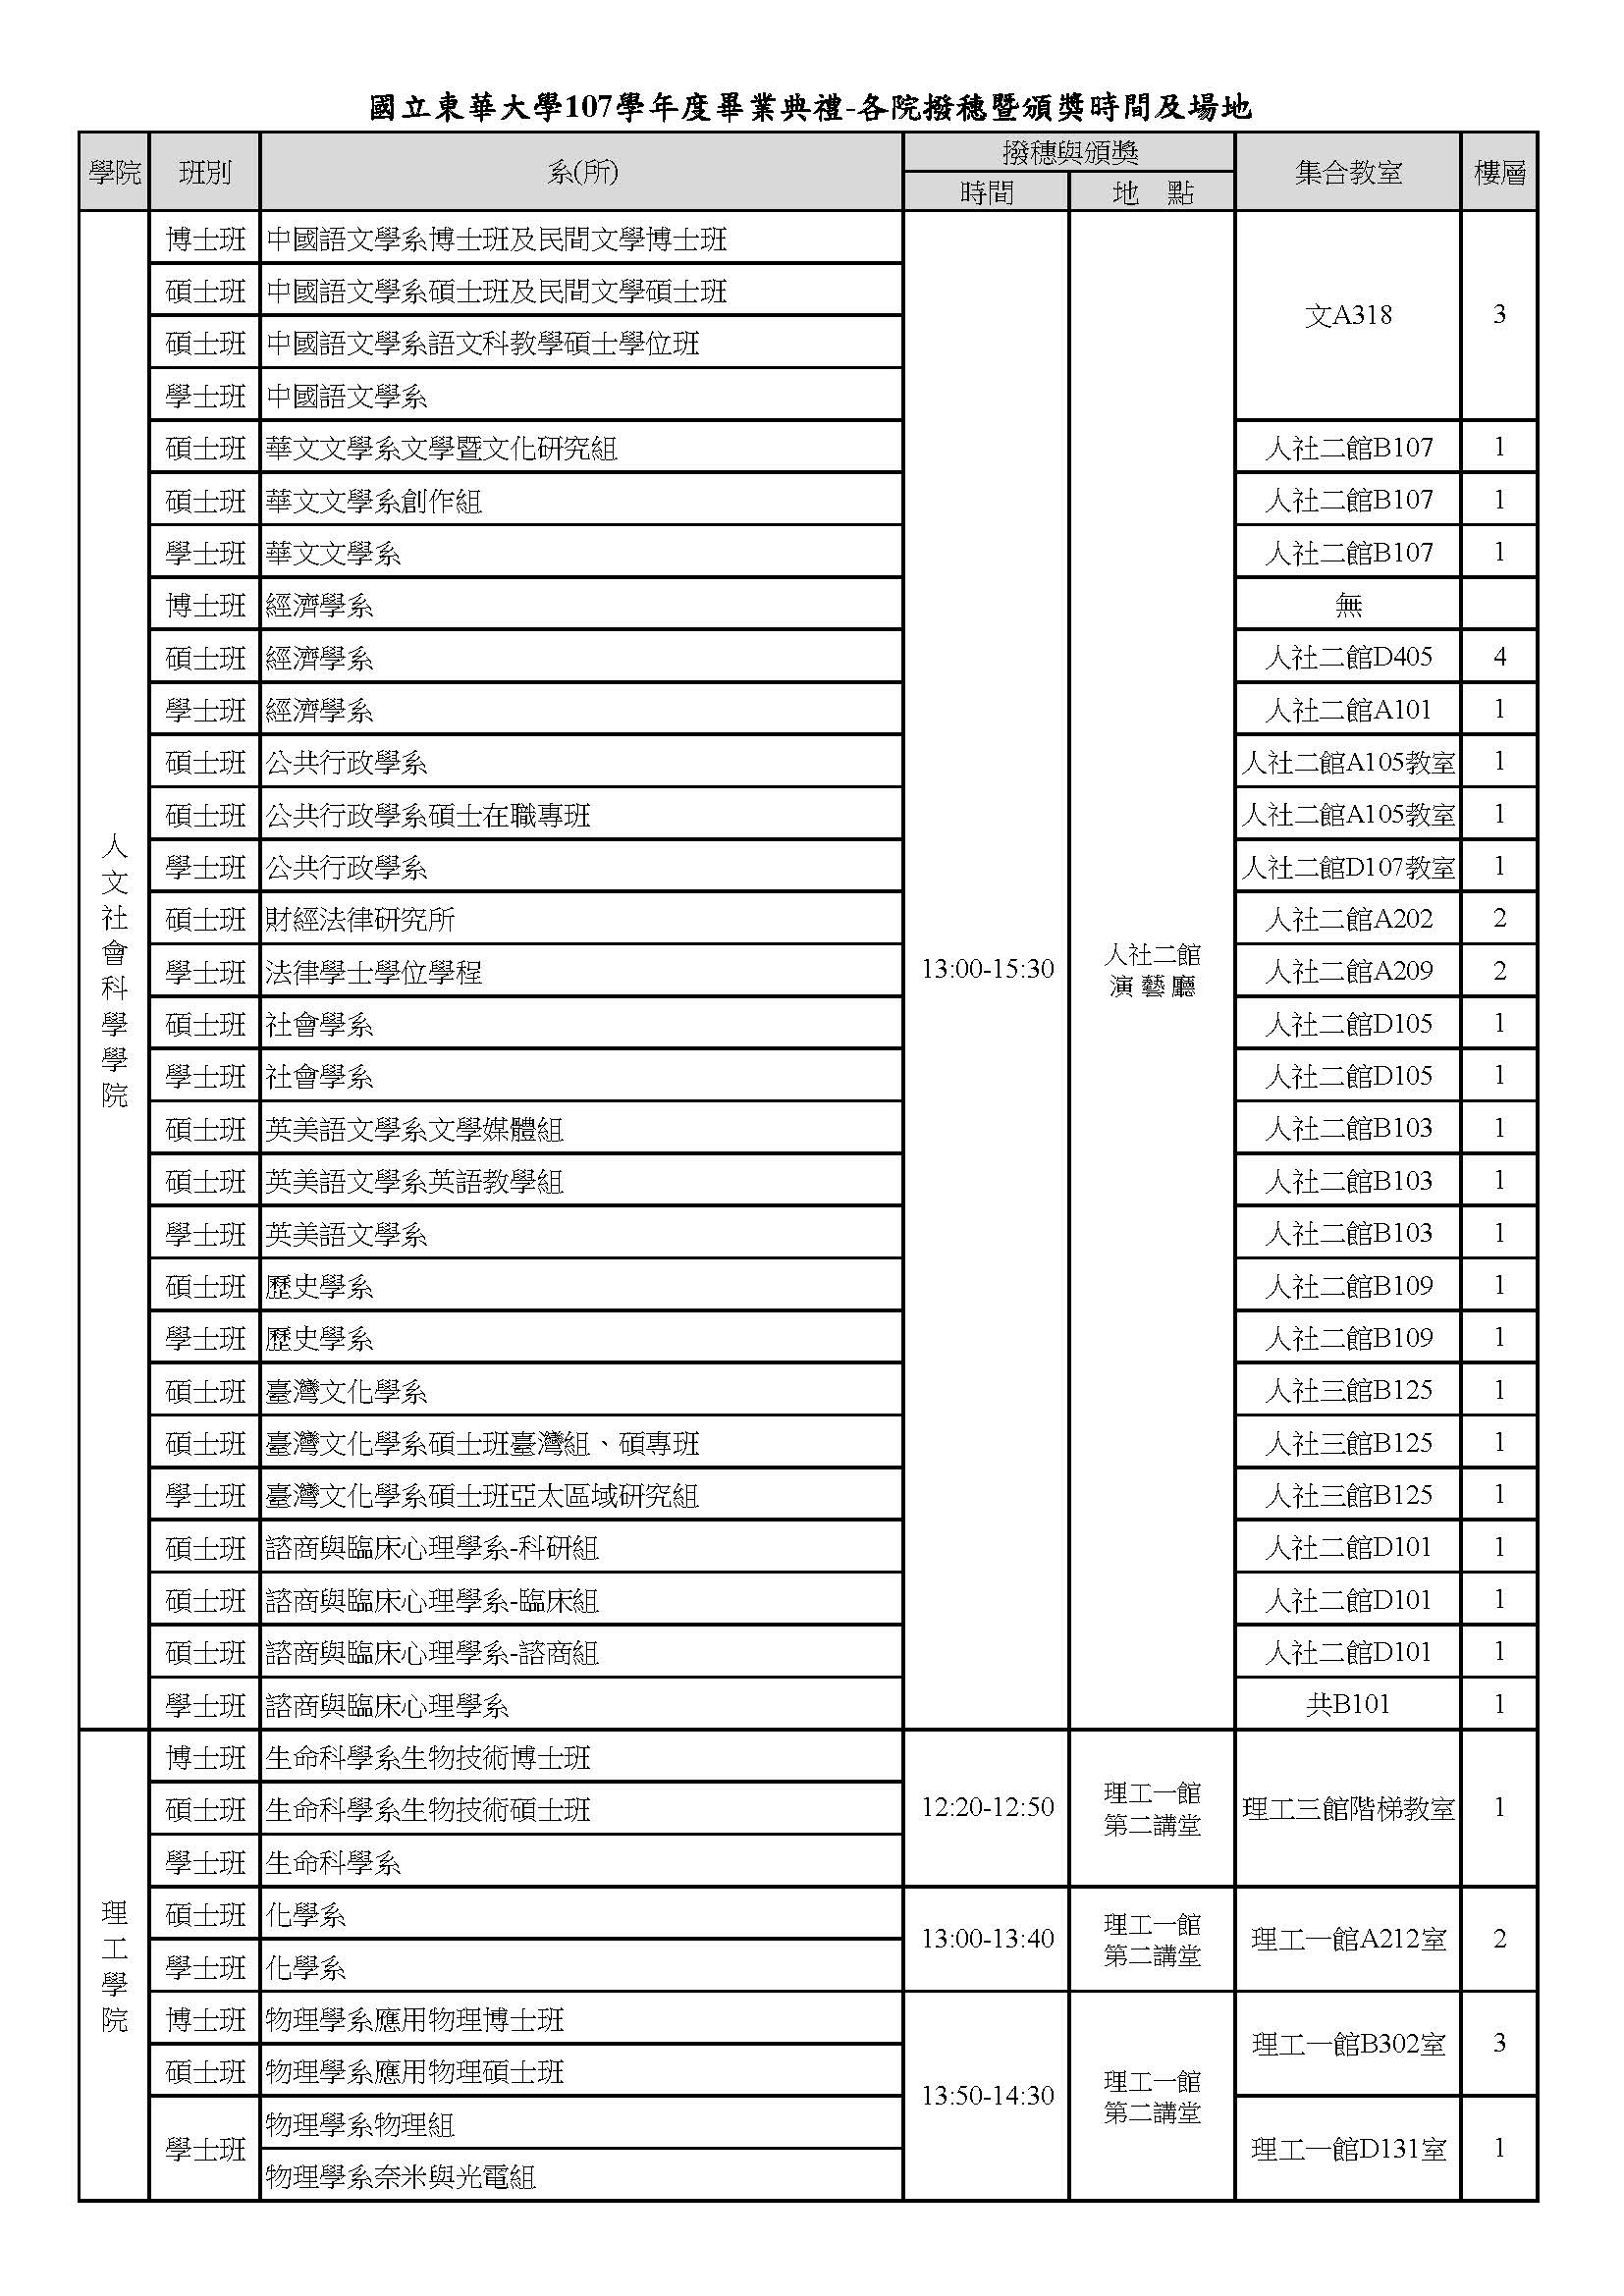 國立東華大學107學年度畢業典禮-各院撥穗暨頒獎時間及場地
學院 班別 系(所) 撥穗與頒獎 集合教室 樓層
時間 地 點
人文社會科學學院
13:00-15:30
人社二館
演藝廳
博士班 中國語文學系博士班及民間文學博士班
碩士班 中國語文學系碩士班及民間文學碩士班
文A318 3
碩士班 中國語文學系語文科教學碩士學位班
學士班 中國語文學系
碩士班 華文文學系文學暨文化研究組 人社二館B107 1
碩士班 華文文學系創作組 人社二館B107 1
學士班 華文文學系 人社二館B107 1
博士班 經濟學系 無
碩士班 經濟學系 人社二館D405 4
學士班 經濟學系 人社二館A101 1
碩士班 公共行政學系 人社二館A105教室 1
碩士班 公共行政學系碩士在職專班 人社二館A105教室 1
學士班 公共行政學系 人社二館D107教室 1
碩士班 財經法律研究所 人社二館A202 2
學士班 法律學士學位學程 人社二館A209 2
碩士班 社會學系 人社二館D105 1
學士班 社會學系 人社二館D105 1
碩士班 英美語文學系文學媒體組 人社二館B103 1
碩士班 英美語文學系英語教學組 人社二館B103 1
學士班 英美語文學系 人社二館B103 1
碩士班 歷史學系 人社二館B109 1
學士班 歷史學系 人社二館B109 1
碩士班 臺灣文化學系 人社三館B125 1
碩士班 臺灣文化學系碩士班臺灣組、碩專班 人社三館B125 1
學士班 臺灣文化學系碩士班亞太區域研究組 人社三館B125 1
碩士班 諮商與臨床心理學系-科研組 人社二館D101 1
碩士班 諮商與臨床心理學系-臨床組 人社二館D101 1
碩士班 諮商與臨床心理學系-諮商組 人社二館D101 1
學士班 諮商與臨床心理學系 共B101 1
理工學院
博士班 生命科學系生物技術博士班
碩士班 生命科學系生物技術碩士班
學士班 生命科學系
12:20-12:50
理工一館
第二講堂
理工三館階梯教室 1
碩士班 化學系
學士班 化學系
13:00-13:40
理工一館
第二講堂
理工一館A212室 2
博士班 物理學系應用物理博士班
碩士班 物理學系應用物理碩士班
理工一館B302室 3
13:50-14:30
理工一館
第二講堂
學士班
物理學系物理組
物理學系奈米與光電組
理工一館D131室 1